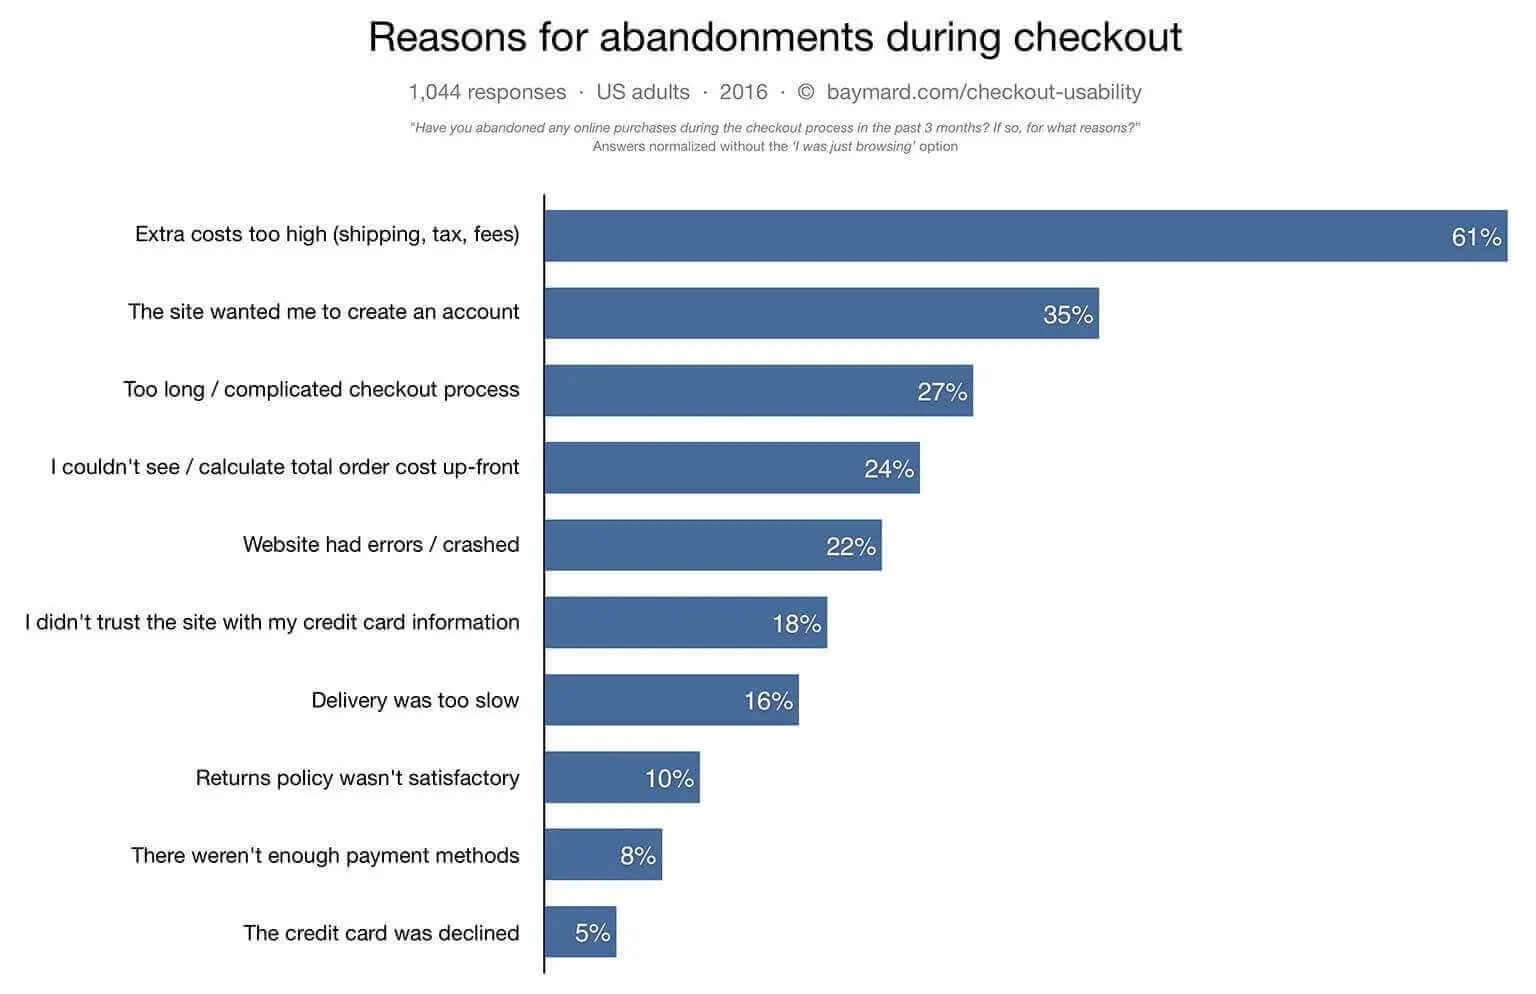 Reasons for abandonments during checkout
1,044 responses · US adults · 2016 · © baymard.com/checkout-usability
"Have you abandoned any online purchases during the checkout process in the past 3 months? If so, for what reasons?"
Answers normalized without the 'I was just browsing' option
Extra costs too high (shipping, tax, fees) 61%
The site wanted me to create an account 35%
Too long / complicated checkout process 27%
I couldn't see / calculate total order cost up-front 24%
Website had errors / crashed 22%
I didn't trust the site with my credit card information 18%
Delivery was too slow 16%
Returns policy wasn't satisfactory 10%
There weren't enough payment methods 8%
The credit card was declined 5%